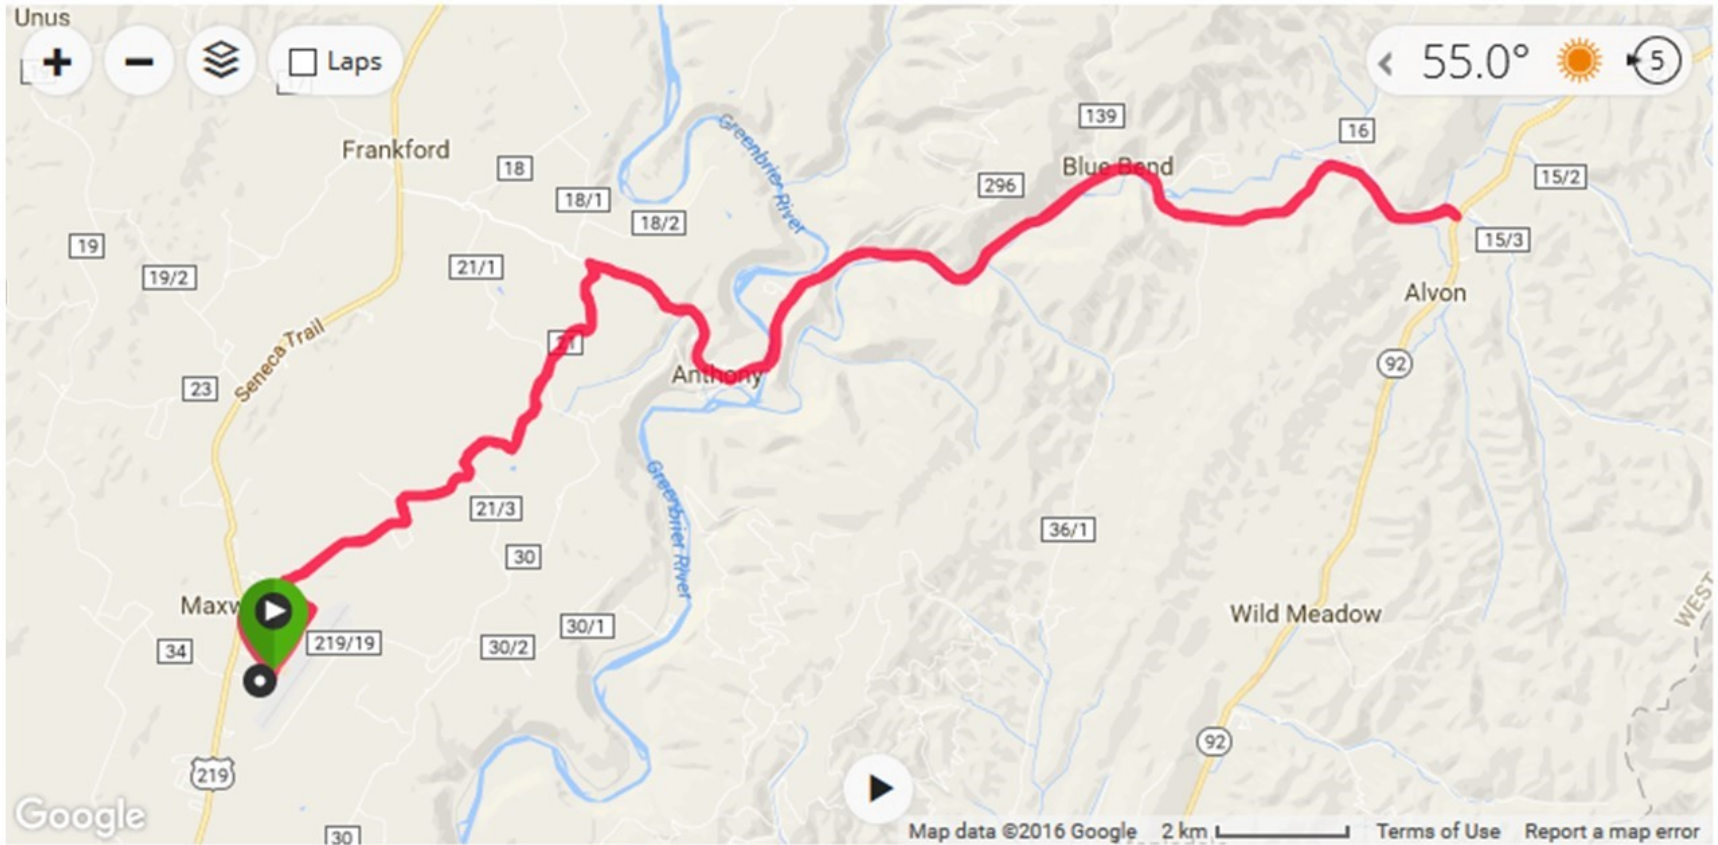 Unus
Laps
55.0°
5
139
16
Frankford
18
Blue Bend
15/2
296
18/1
Greenbrier River
18/2
19
15/3
21/1
19/2
Alvon
21
Seneca Trail
92
23
Anthony
Greenbrier River
21/3
36/1
30
Maxw
Wild Meadow
30/1
WEST
34
219/19
30/2
92
219
Google
30
Map data ©2016 Google
2 km
Terms of Use
Report a map error